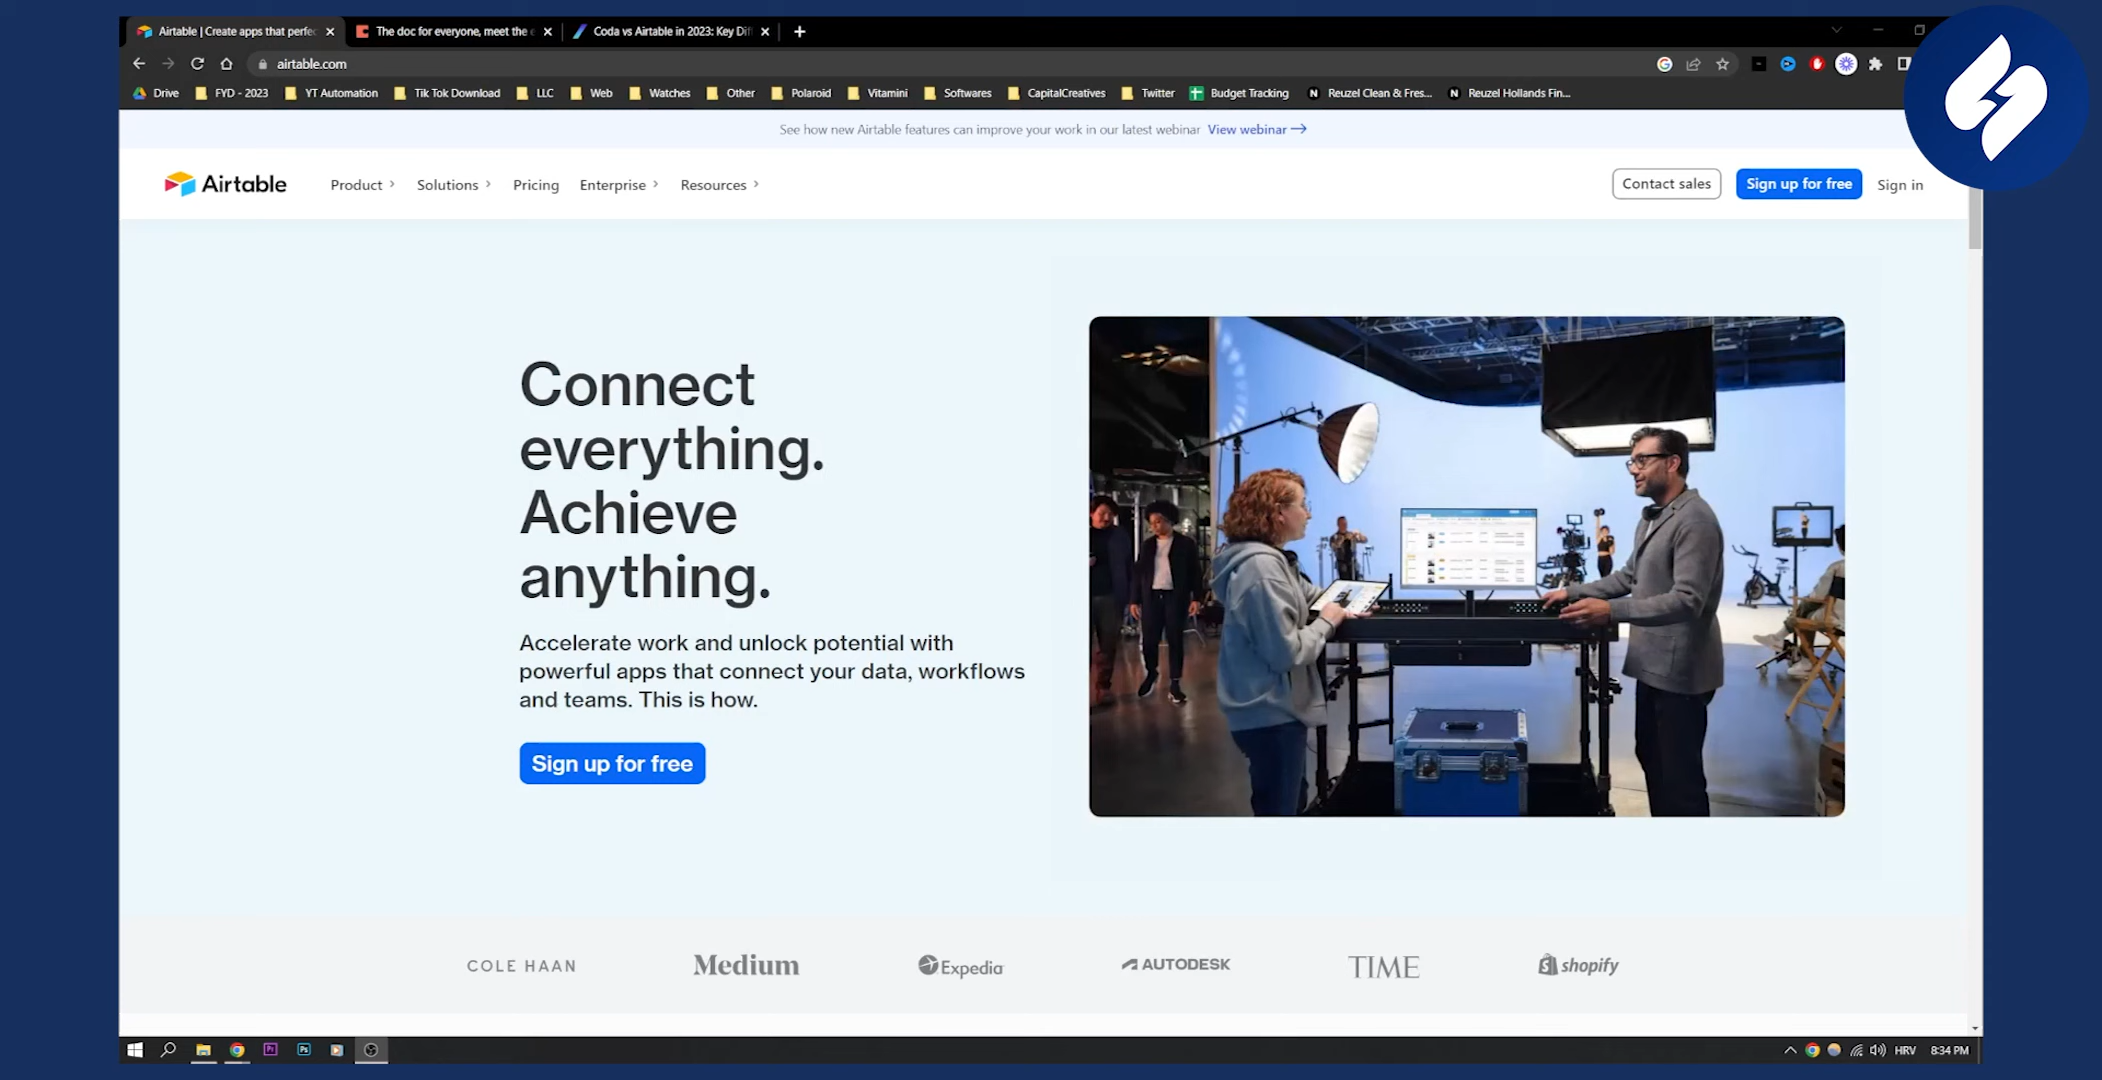 Airtable | Create apps that perfec
The doc for everyone, meet the e
Coda vs Airtable in 2023: Key Dif
airtable.com
Drive FYD - 2023 YT Automation Tik Tok Download LLC Web Watches Other Polaroid Vitamini Softwares CapitalCreatives Twitter Budget Tracking Reuzel Clean & Fres... Reuzel Hollands Fin...
See how new Airtable features can improve your work in our latest webinar View webinar
Airtable Product Solutions Pricing Enterprise Resources Contact sales Sign up for free Sign in
Connect
everything.
Achieve
anything.
Accelerate work and unlock potential with
powerful apps that connect your data, workflows
and teams. This is how.
Sign up for free
COLE HAAN Medium Expedia AUTODESK TIME shopify
Pr Ps HRV 8:34 PM